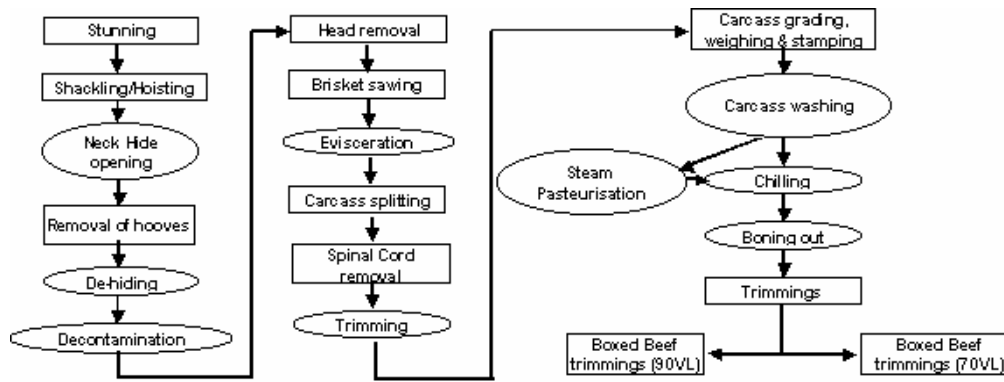 Stunning
Shackling/Hoisting
Neck Hide
opening
Removal of hooves
De-hiding
Decontamination
Head removal
Brisket sawing
Evisceration
Carcass splitting
Spinal Cord
removal
Trimming
Carcass grading,
weighing & stamping
Carcass washing
Steam
Pasteurisation
Chilling
Boning out
Trimmings
Boxed Beef
trimmings (90VL)
Boxed Beef
trimmings (70VL)